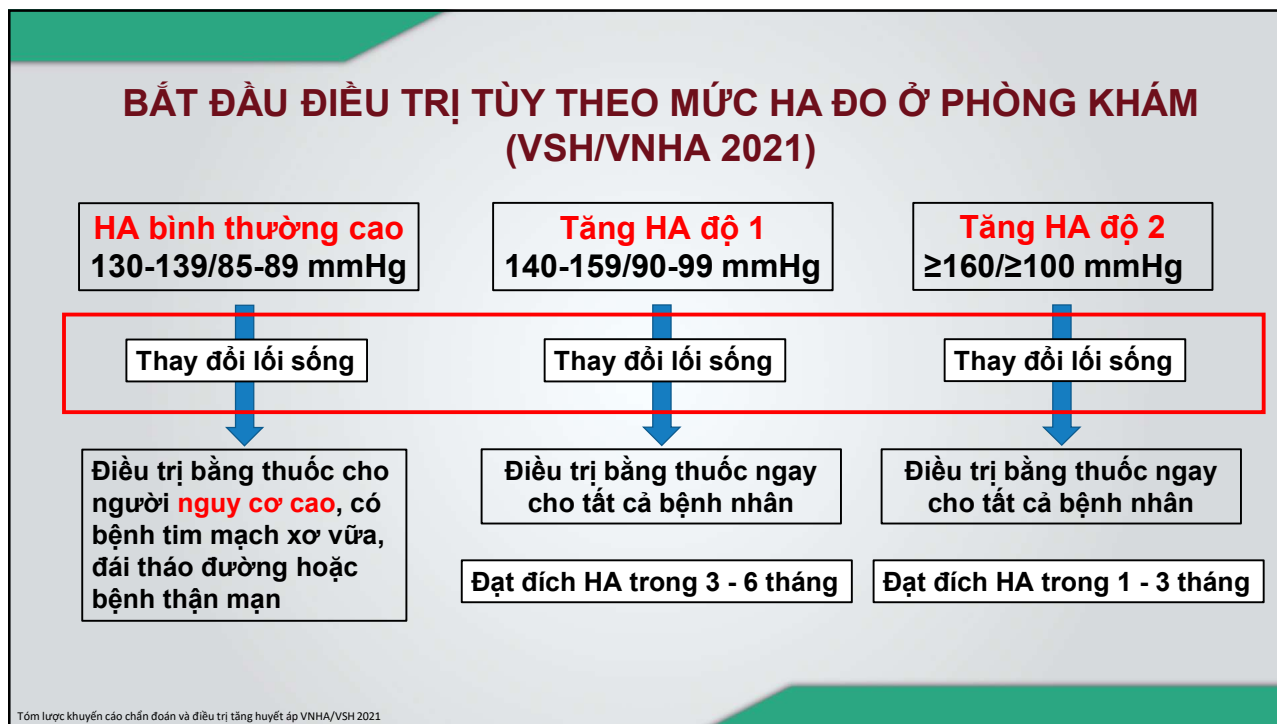 BẮT ĐẦU ĐIỀU TRỊ TÙY THEO MỨC HA ĐO Ở PHÒNG KHÁM
(VSH/VNHA 2021)
HA bình thường cao
130-139/85-89 mmHg
Tăng HA độ 1
140-159/90-99 mmHg
Tăng HA độ 2
≥160/≥100 mmHg
Thay đổi lối sống
Thay đổi lối sống
Thay đổi lối sống
Điều trị bằng thuốc cho
người nguy cơ cao, có
bệnh tim mạch xơ vữa,
đái tháo đường hoặc
bệnh thận mạn
Điều trị bằng thuốc ngay
cho tất cả bệnh nhân
Đạt đích HA trong 3 - 6 tháng
Điều trị bằng thuốc ngay
cho tất cả bệnh nhân
Đạt đích HA trong 1 - 3 tháng
Tóm lược khuyến cáo chẩn đoán và điều trị tăng huyết áp VNHA/VSH 2021